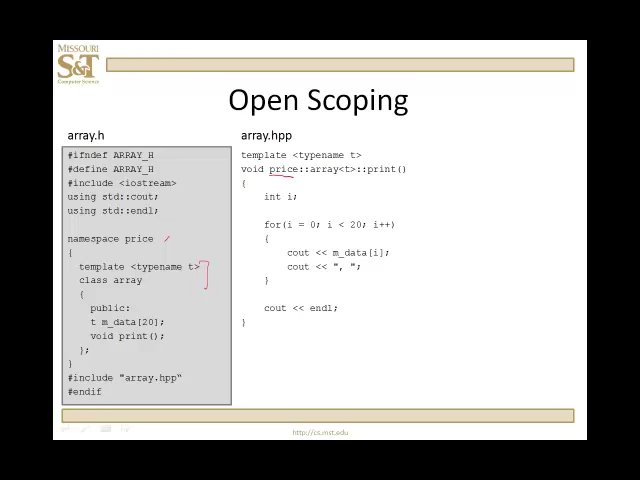 MISSOURI
S&T
Computer Science
Open Scoping
array.h
#ifndef ARRAY_H
#define ARRAY_H
#include <iostream>
using std::cout;
using std::endl;
namespace price
{
template <typename t>
class array
{
public:
t m_data[20];
void print();
};
}
#include "array.hpp"
#endif
array.hpp
template <typename t>
void price::array<t>::print()
{
int i;
for(i = 0; i < 20; i++)
{
cout << m_data[i];
cout << ", ";
}
cout << endl;
}
http://cs.mst.edu